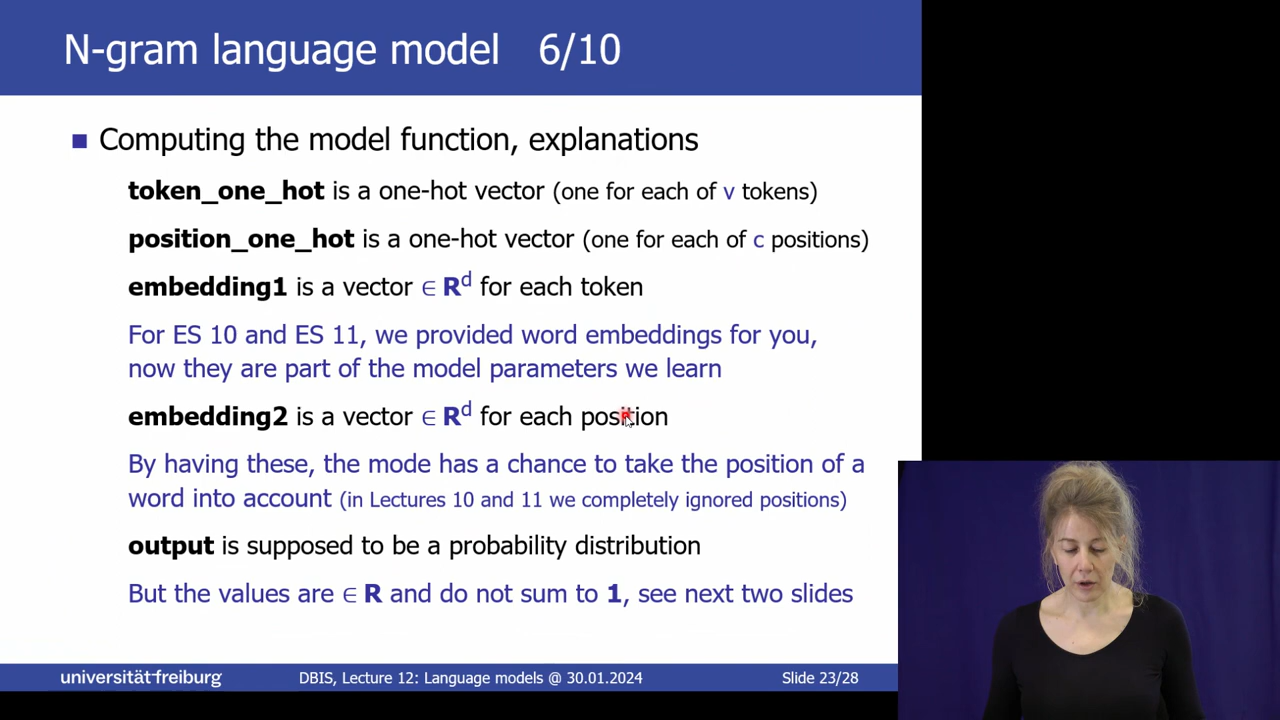 N-gram language model 6/10
Computing the model function, explanations
token_one_hot is a one-hot vector (one for each of v tokens)
position_one_hot is a one-hot vector (one for each of c positions)
embedding1 is a vector ∈ Rᵈ for each token
For ES 10 and ES 11, we provided word embeddings for you,
now they are part of the model parameters we learn
embedding2 is a vector ∈ Rᵈ for each position
By having these, the mode has a chance to take the position of a
word into account (in Lectures 10 and 11 we completely ignored positions)
output is supposed to be a probability distribution
But the values are ∈ R and do not sum to 1, see next two slides
universität freiburg
DBIS, Lecture 12: Language models @ 30.01.2024
Slide 23/28